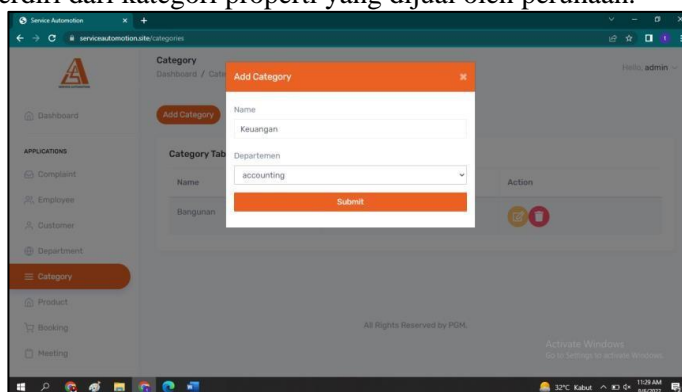 erdiri dari kategori properti yang dijual oleh perunaan.
Service Automotion
serviceautomotion.site/categories
Category
Dashboard / Cate
Hello, admin
Add Category
Name
Keuangan
Departemen
accounting
Submit
Dashboard
Add Category
APPLICATIONS
Complaint
Employee
Customer
Department
Category
Product
Booking
Meeting
Category Tab
Name
Action
Bangunan
All Rights Reserved by PGM.
Activate Windows
Go to Settings to activate Windows.
32°C Kabut
11:29 AM